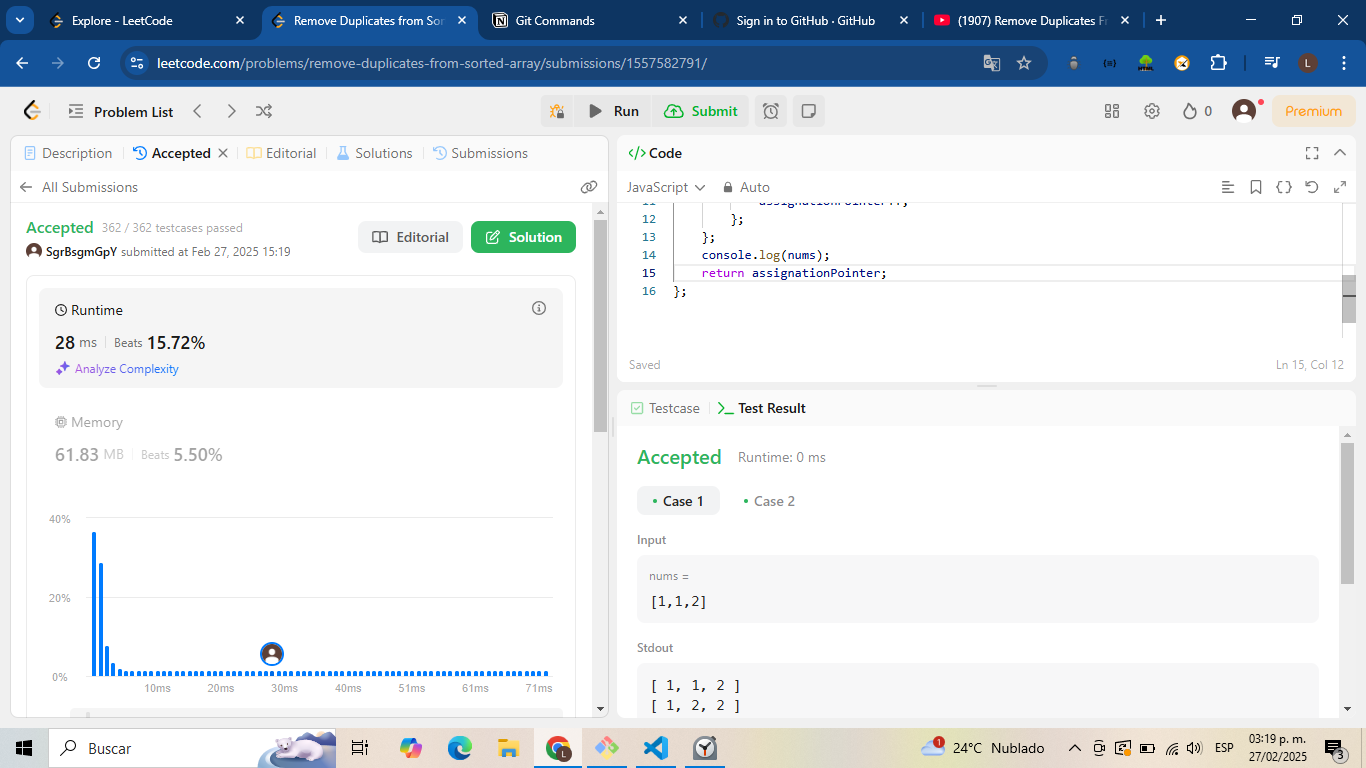 Explore - LeetCode
Remove Duplicates from Sor
Git Commands
Sign in to GitHub · GitHub
(1907) Remove Duplicates F
leetcode.com/problems/remove-duplicates-from-sorted-array/submissions/1557582791/
L
Problem List
Run
Submit
0
Premium
Description
Accepted
Editorial
Solutions
Submissions
All Submissions
Accepted 362 / 362 testcases passed
SgrBsgmGpY submitted at Feb 27, 2025 15:19
Editorial
Solution
Runtime
28 ms Beats 15.72%
Analyze Complexity
Memory
61.83 MB Beats 5.50%
40%
20%
0%
10ms 20ms 30ms 40ms 51ms 61ms 71ms
</> Code
JavaScript
Auto
12 };
13 };
14 console.log(nums);
15 return assignationPointer;
16 };
Saved
Ln 15, Col 12
Testcase
Test Result
Accepted Runtime: 0 ms
Case 1
Case 2
Input
nums =
[1,1,2]
Stdout
[ 1, 1, 2 ]
[ 1, 2, 2 ]
Buscar
L
1
24°C Nublado
ESP
03:19 p. m.
27/02/2025
3